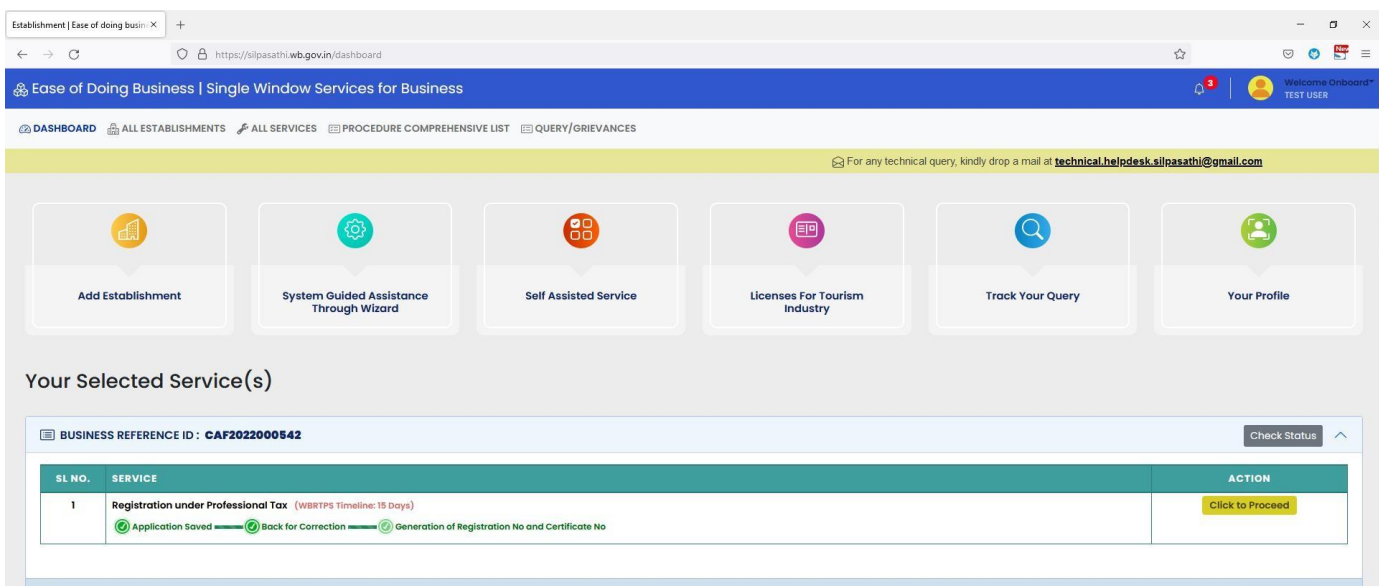 Establishment | Ease of doing busin
https://silpasathi.wb.gov.in/dashboard
New
Ease of Doing Business | Single Window Services for Business
3
Welcome Onboard
TEST USER
DASHBOARD ALL ESTABLISHMENTS ALL SERVICES PROCEDURE COMPREHENSIVE LIST QUERY/GRIEVANCES
For any technical query, kindly drop a mail at technical.helpdesk.silpasathi@gmail.com
Add Establishment
System Guided Assistance
Through Wizard
Self Assisted Service
Licenses For Tourism
Industry
Track Your Query
Your Profile
Your Selected Service(s)
BUSINESS REFERENCE ID : CAF2022000542 Check Status
SL NO. SERVICE ACTION
1 Registration under Professional Tax (WBRTPS Timeline: 15 Days) Click to Proceed
Application Saved Back for Correction Generation of Registration No and Certificate No